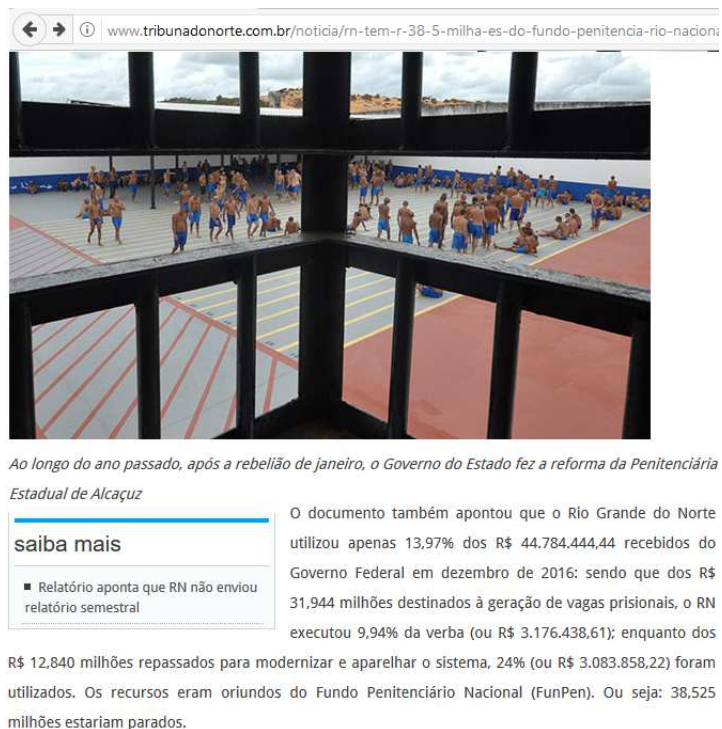 www.tribunadonorte.com.br/noticia/rn-tem-r-38-5-milha-es-do-fundo-penitencia-rio-naciona
Ao longo do ano passado, após a rebelião de janeiro, o Governo do Estado fez a reforma da Penitenciária
Estadual de Alcaçuz
saiba mais
■ Relatório aponta que RN não enviou
relatório semestral
O documento também apontou que o Rio Grande do Norte
utilizou apenas 13,97% dos R$ 44.784.444,44 recebidos do
Governo Federal em dezembro de 2016: sendo que dos R$
31,944 milhões destinados à geração de vagas prisionais, o RN
executou 9,94% da verba (ou R$ 3.176.438,61); enquanto dos
R$ 12,840 milhões repassados para modernizar e aparelhar o sistema, 24% (ou R$ 3.083.858,22) foram
utilizados. Os recursos eram oriundos do Fundo Penitenciário Nacional (FunPen). Ou seja: 38,525
milhões estariam parados.